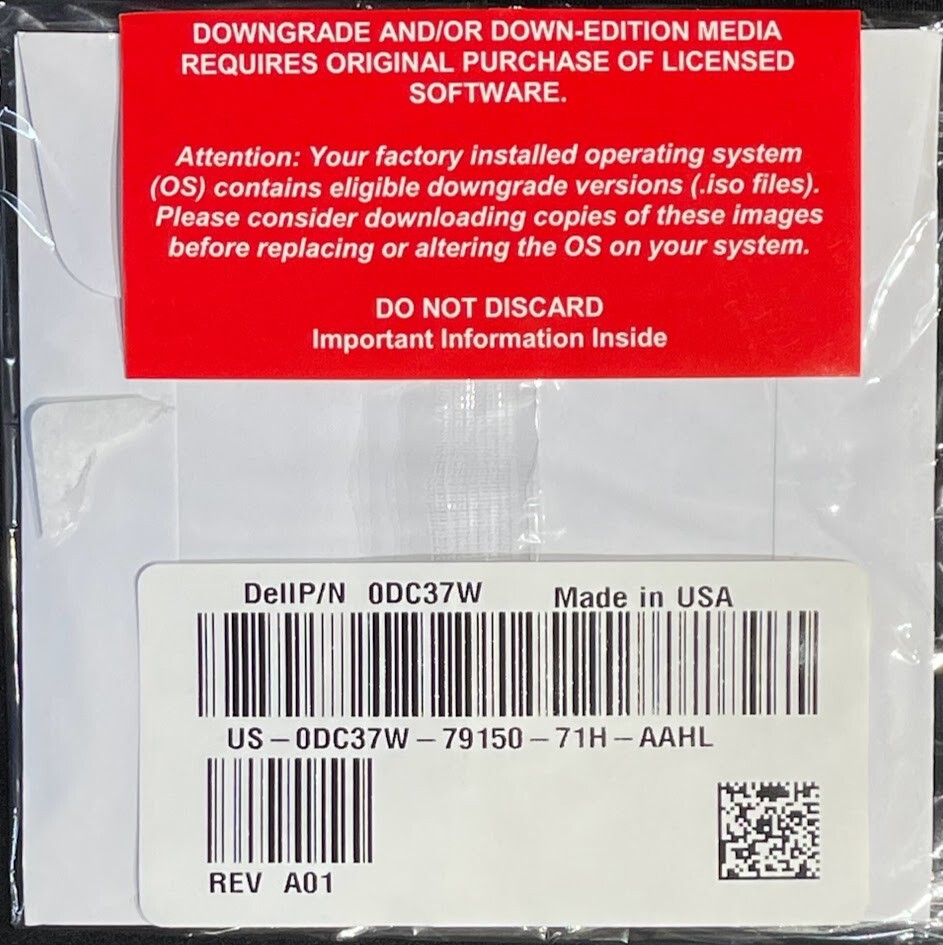 DOWNGRADE AND/OR DOWN-EDITION MEDIA
REQUIRES ORIGINAL PURCHASE OF LICENSED
SOFTWARE.
Attention: Your factory installed operating system
(OS) contains eligible downgrade versions (.iso files).
Please consider downloading copies of these images
before replacing or altering the OS on your system.
DO NOT DISCARD
Important Information Inside
DellP/N 0DC37W Made in USA
US-0DC37W-79150-71H-AAHL
REV A01